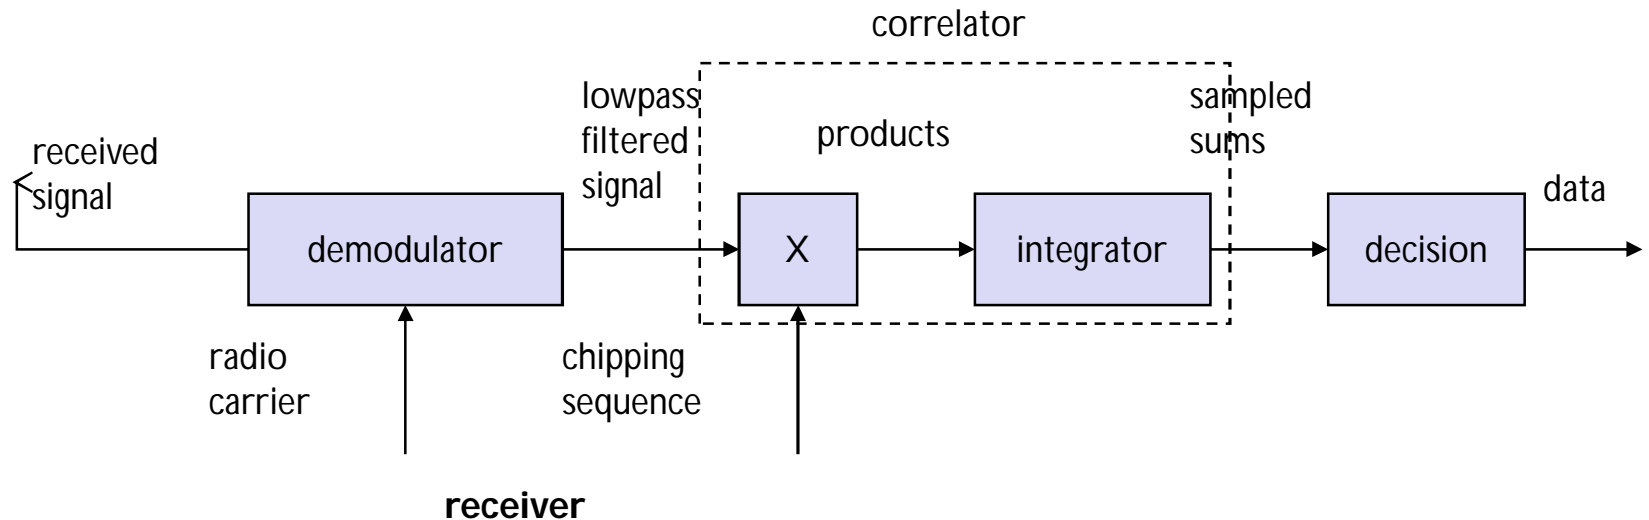 correlator
lowpass
filtered
signal
sampled
sums
products
received
signal
data
demodulator
X
integrator
decision
radio
carrier
chipping
sequence
receiver